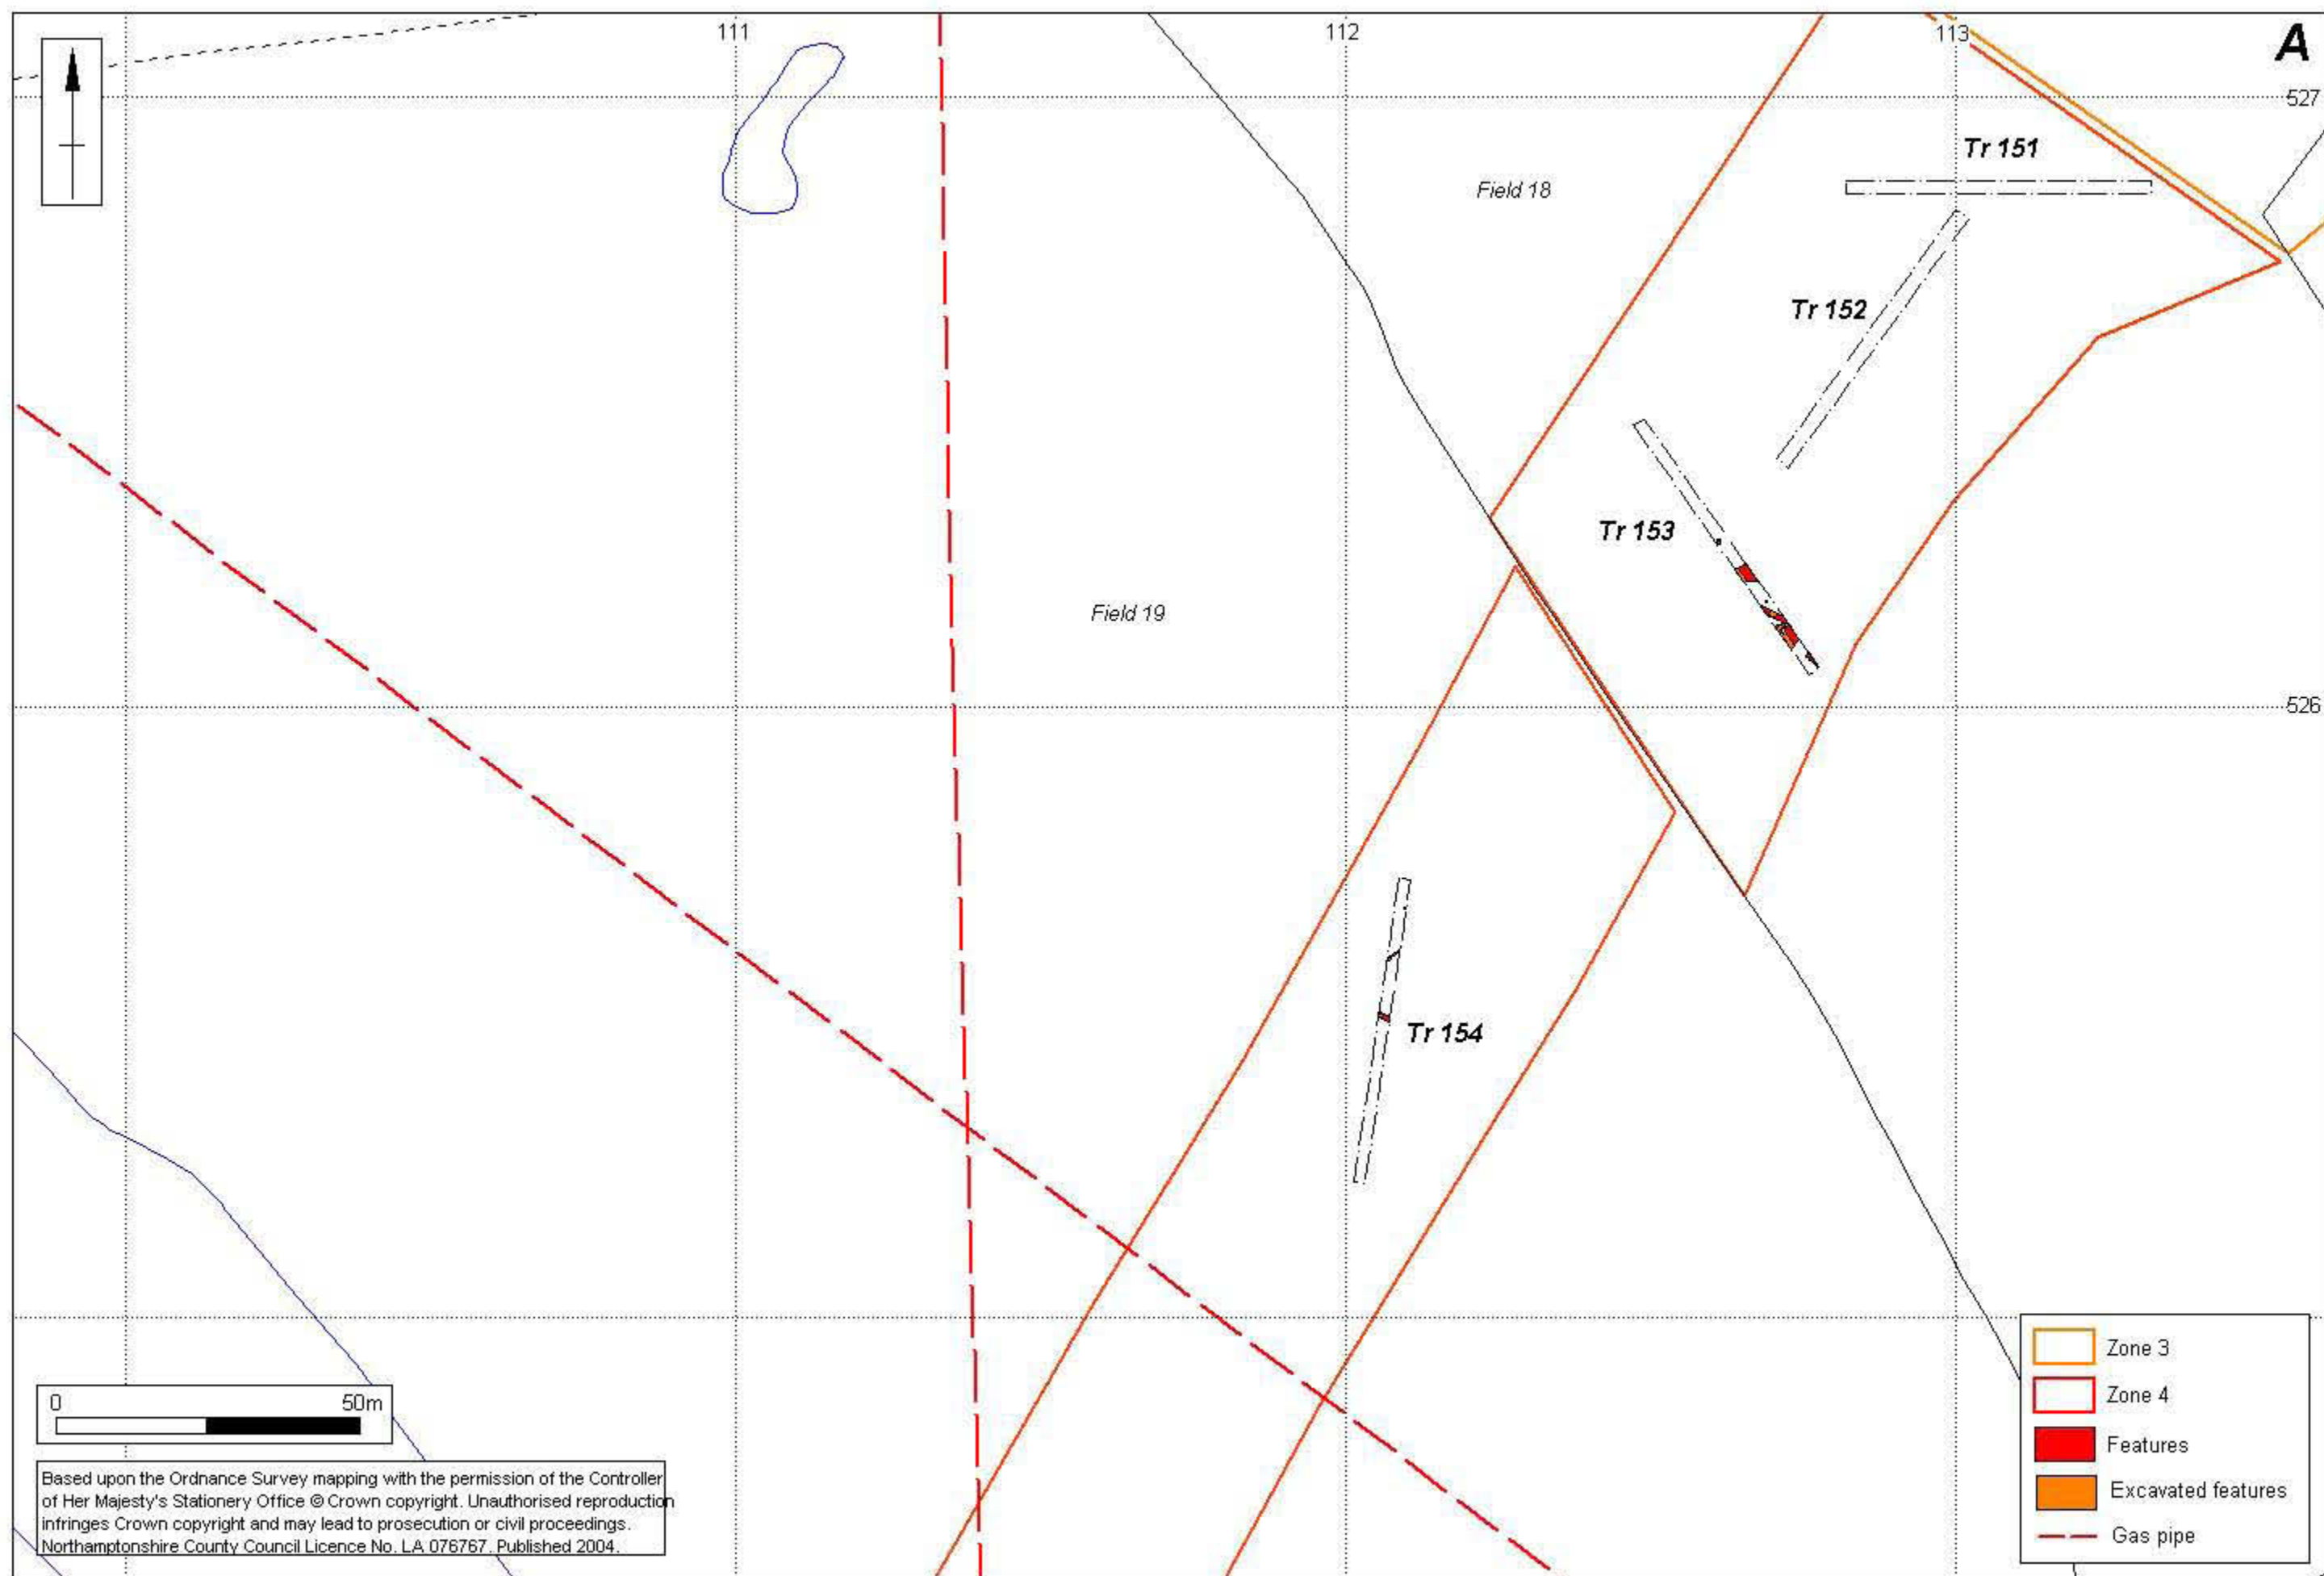 111
112
113
A
527
Tr 151
Field 18
Tr 152
Tr 153
Field 19
526
Tr 154
0 50m
Zone 3
Zone 4
Features
Excavated features
Gas pipe
Based upon the Ordnance Survey mapping with the permission of the Controller
of Her Majesty's Stationery Office © Crown copyright. Unauthorised reproduction
infringes Crown copyright and may lead to prosecution or civil proceedings.
Northamptonshire County Council Licence No. LA 076767. Published 2004.